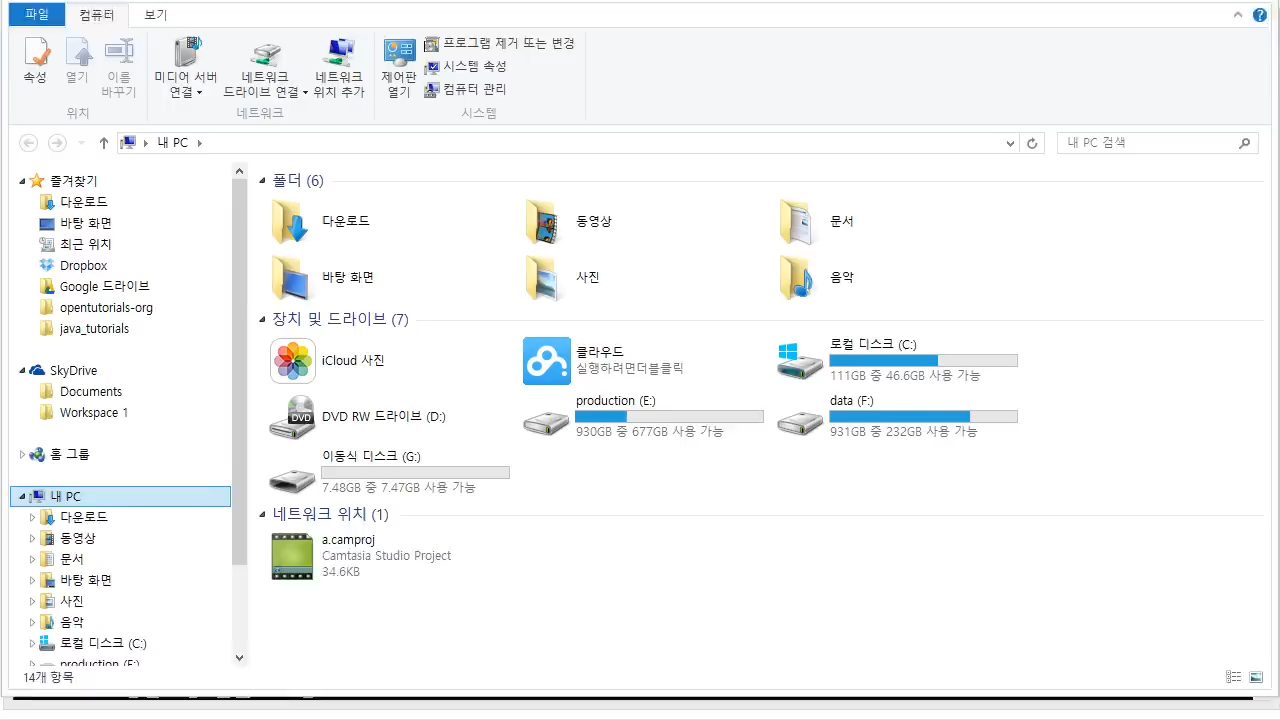 파일 컴퓨터 보기
속성 열기 이름 바꾸기
위치
미디어 서버 연결 네트워크 드라이브 연결 네트워크 위치 추가
네트워크
제어판 열기
프로그램 제거 또는 변경
시스템 속성
컴퓨터 관리
시스템
내 PC
내 PC 검색
즐겨찾기
다운로드
바탕 화면
최근 위치
Dropbox
Google 드라이브
opentutorials-org
java_tutorials
SkyDrive
Documents
Workspace 1
홈 그룹
내 PC
다운로드
동영상
문서
바탕 화면
사진
음악
로컬 디스크 (C:)
production (E:)
폴더 (6)
다운로드
동영상
문서
바탕 화면
사진
음악
장치 및 드라이브 (7)
iCloud 사진
클라우드
실행하려면더블클릭
로컬 디스크 (C:)
111GB 중 46.6GB 사용 가능
DVD
DVD RW 드라이브 (D:)
production (E:)
930GB 중 677GB 사용 가능
data (F:)
931GB 중 232GB 사용 가능
이동식 디스크 (G:)
7.48GB 중 7.47GB 사용 가능
네트워크 위치 (1)
a.camproj
Camtasia Studio Project
34.6KB
14개 항목